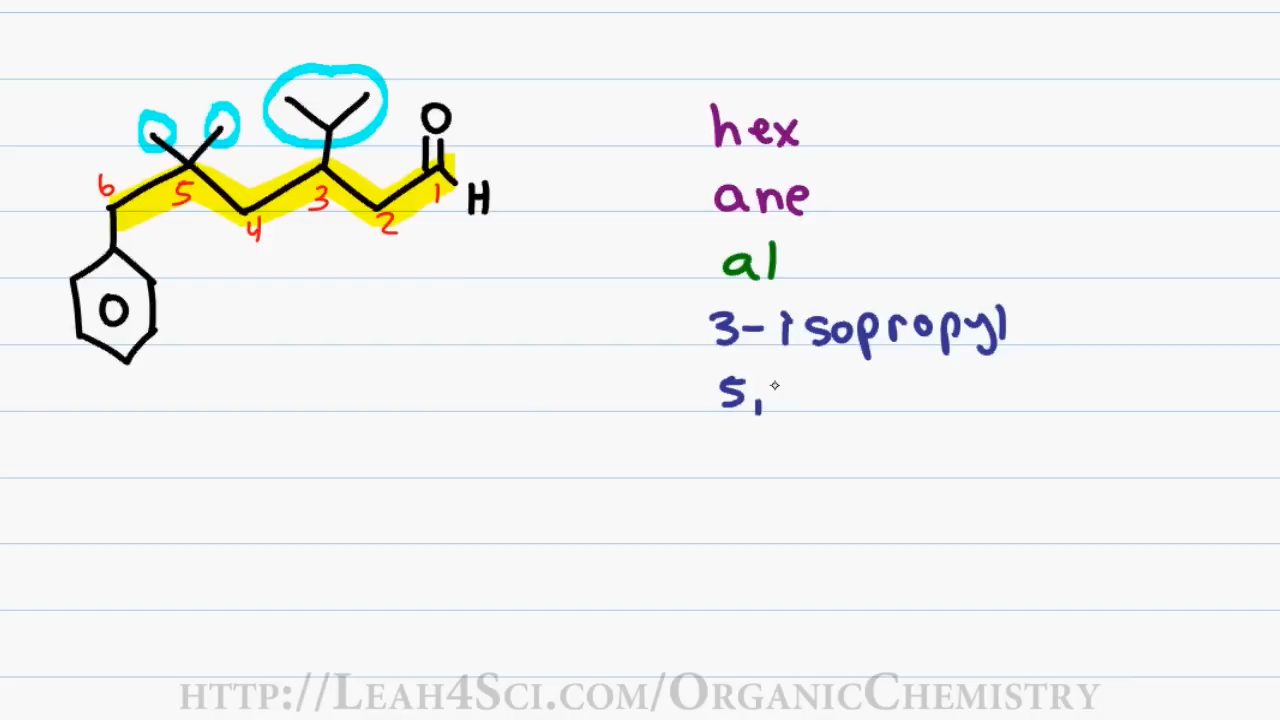 O
H
6
5
4
3
2
1
O
hex
ane
al
3-isopropyl
5,
HTTP://LEAH4SCI.COM/ORGANICCHEMISTRY